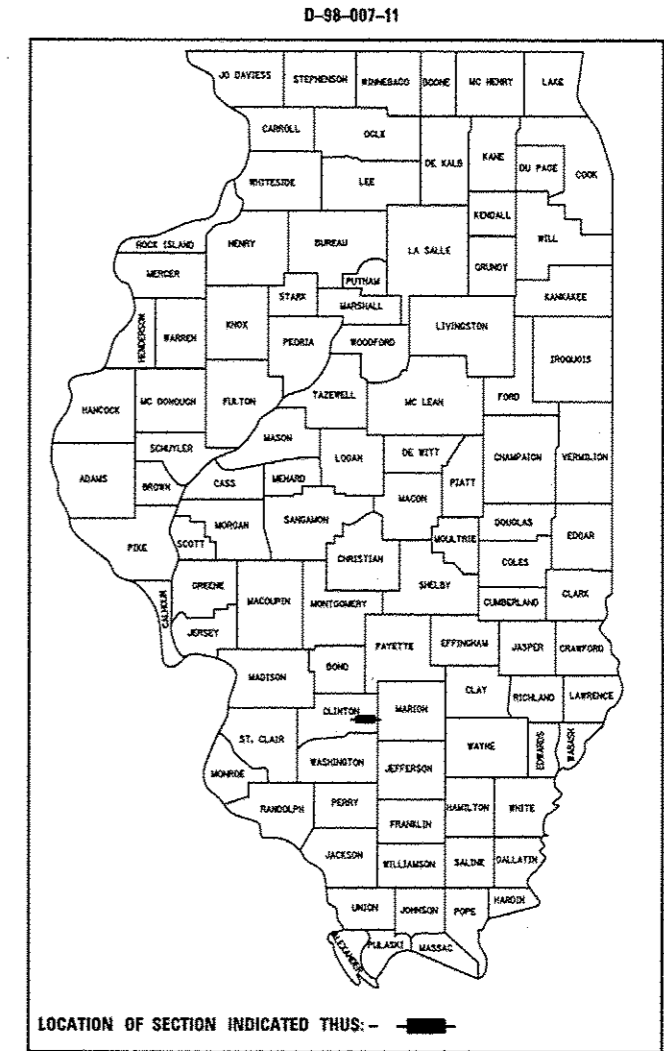 D-98-007-11
JO DAVIESS STEPHENSON WINNEBAGO BOONE MC HENRY LAKE
CARROLL OGLE DE KALB KANE DU PAGE COOK
WHITESIDE LEE KENDALL WILL
ROCK ISLAND HENRY BUREAU LA SALLE GRUNDY
MERCER PUTNAM KANKAKEE
STARK MARSHALL
HENDERSON WARREN KNOX PEORIA WOODFORD LIVINGSTON IROQUOIS
HANCOCK MC DONOUGH FULTON TAZEWELL MC LEAN FORD
MASON
SCHUYLER LOGAN DE WITT CHAMPAIGN VERMILION
ADAMS BROWN CASS MENARD PIATT
MACON
MORGAN SANGAMON DOUGLAS
PIKE SCOTT CHRISTIAN MOULTRIE EDGAR
COLES
CALHOUN GREENE MACOUPIN MONTGOMERY SHELBY CUMBERLAND CLARK
JERSEY FAYETTE EFFINGHAM JASPER CRAWFORD
MADISON BOND
CLAY RICHLAND LAWRENCE
CLINTON MARION
ST. CLAIR WAYNE EDWARDS WABASH
WASHINGTON JEFFERSON
MONROE
RANDOLPH PERRY HAMILTON WHITE
FRANKLIN
JACKSON WILLIAMSON SALINE GALLATIN
UNION JOHNSON POPE HARDIN
ALEXANDER PULASKI MASSAC
LOCATION OF SECTION INDICATED THUS: -